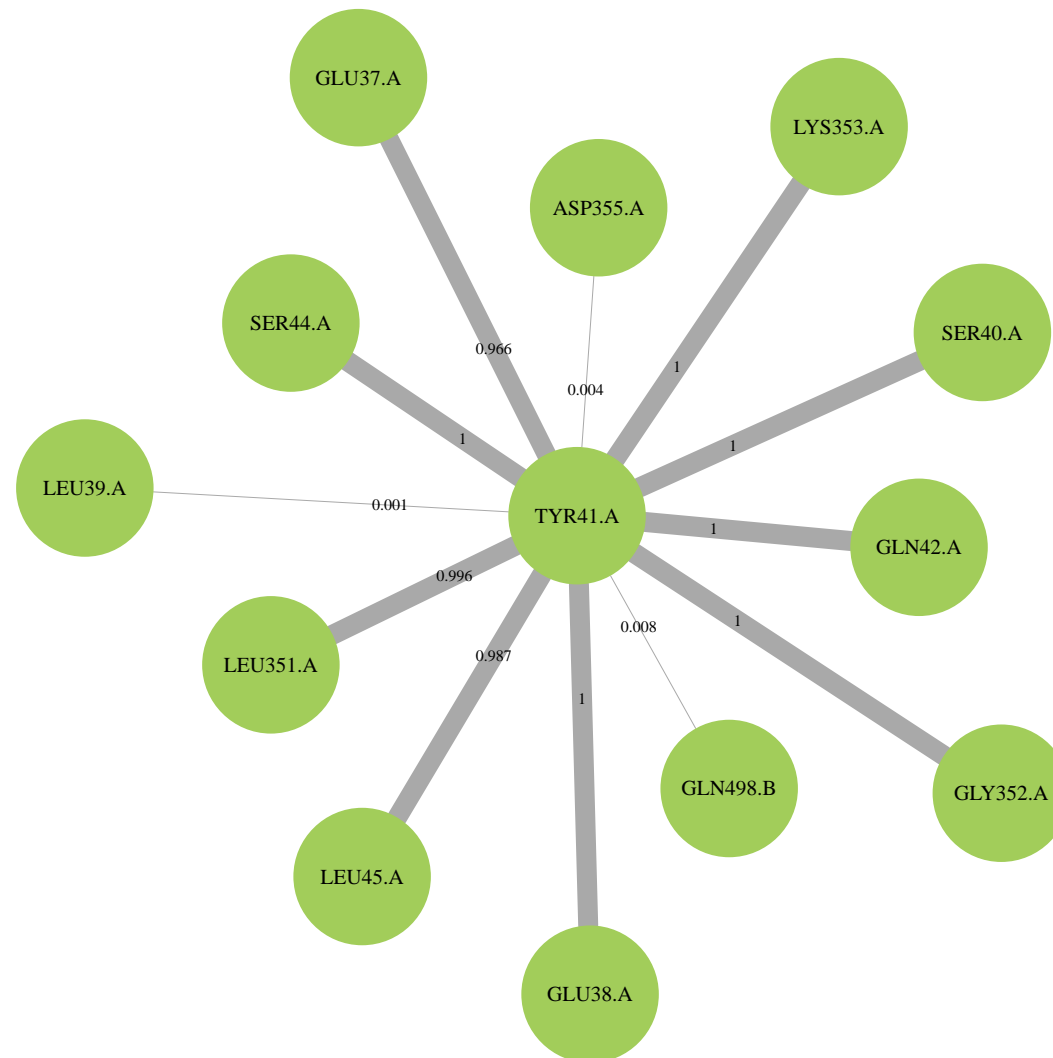 GLU37.A
LYS353.A
ASP355.A
SER44.A
SER40.A
0.966
1
0.004
1
1
LEU39.A
0.001
TYR41.A
1
GLN42.A
0.996
1
0.008
0.987
LEU351.A
1
GLN498.B
GLY352.A
LEU45.A
GLU38.A